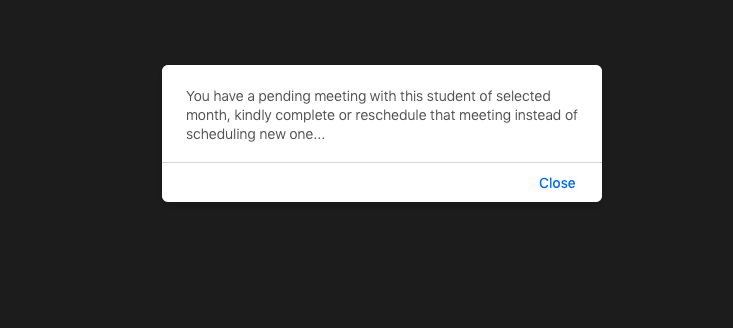 You have a pending meeting with this student of selected
month, kindly complete or reschedule that meeting instead of
scheduling new one...
Close